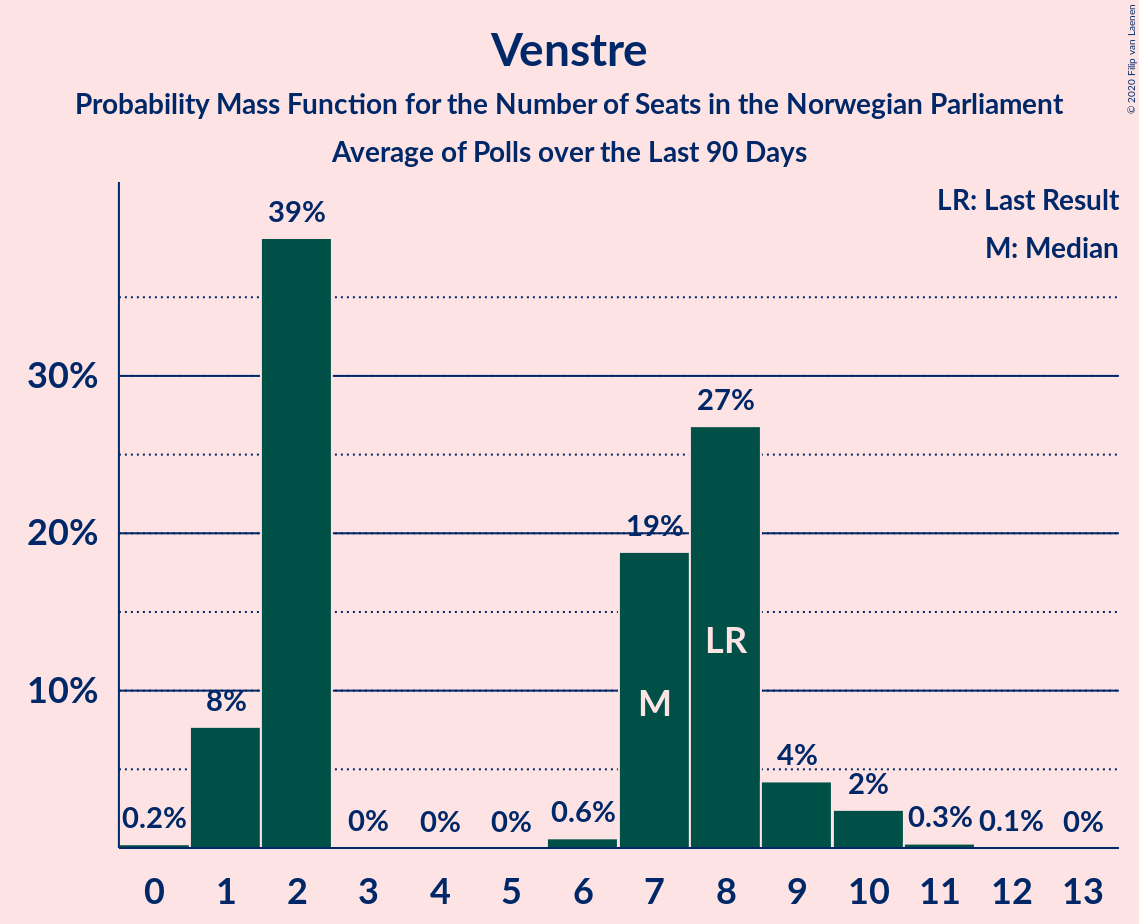 © 2020 Filip van Laenen
Venstre
Probability Mass Function for the Number of Seats in the Norwegian Parliament
Average of Polls over the Last 90 Days
LR: Last Result
M: Median
39%
30%
27%
20%
19%
LR
10%
8%
M
4%
2%
0.2%
0%
0%
0%
0.6%
0.3%
0.1%
0%
0 1 2 3 4 5 6 7 8 9 10 11 12 13